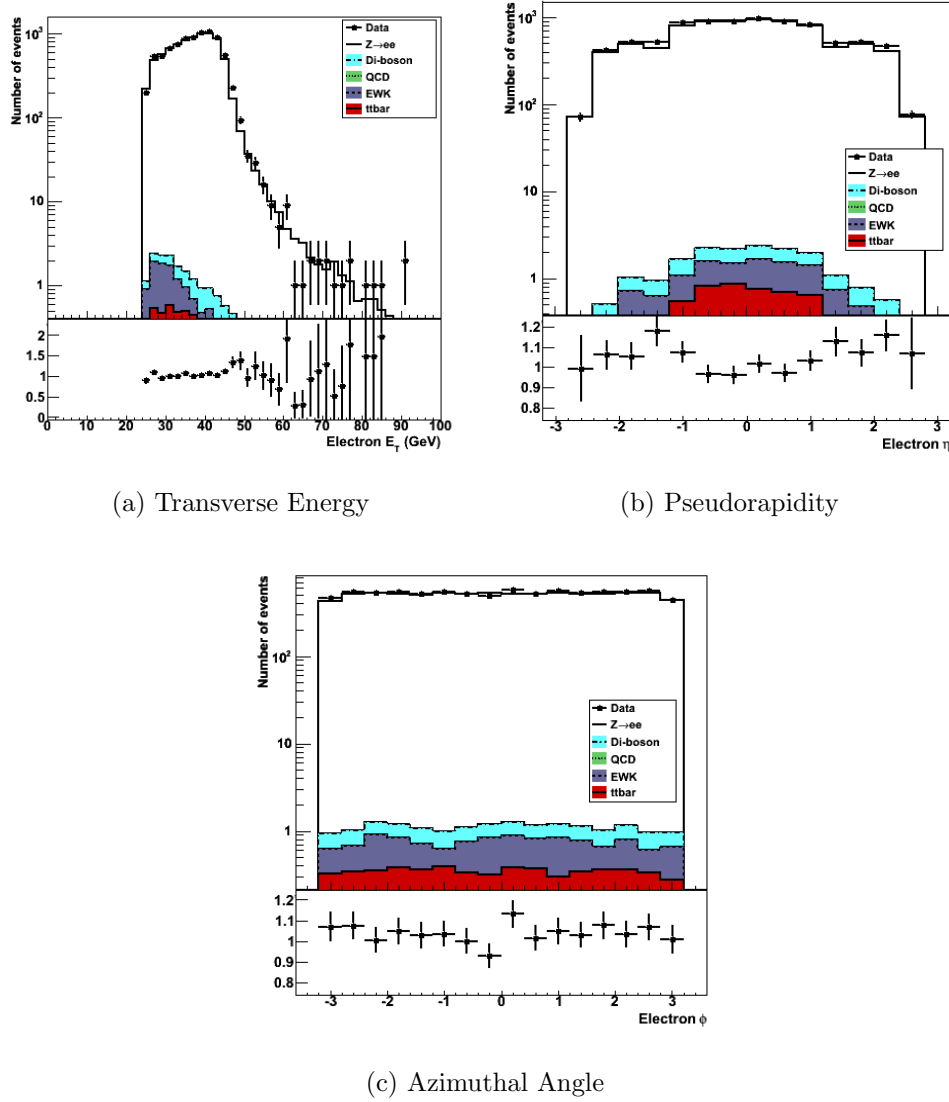 Number of events
10³
10²
10
1
Data
Z→ee
Di-boson
QCD
EWK
ttbar
2
1.5
1
0.5
0
0 10 20 30 40 50 60 70 80 90 100
Electron E_T (GeV)
(a) Transverse Energy
Number of events
10³
10²
10
1
Data
Z→ee
Di-boson
QCD
EWK
ttbar
1.2
1.1
1
0.9
0.8
-3 -2 -1 0 1 2 3
Electron η
(b) Pseudorapidity
Number of events
10²
10
1
Data
Z→ee
Di-boson
QCD
EWK
ttbar
1.2
1.1
1
0.9
0.8
-3 -2 -1 0 1 2 3
Electron ϕ
(c) Azimuthal Angle